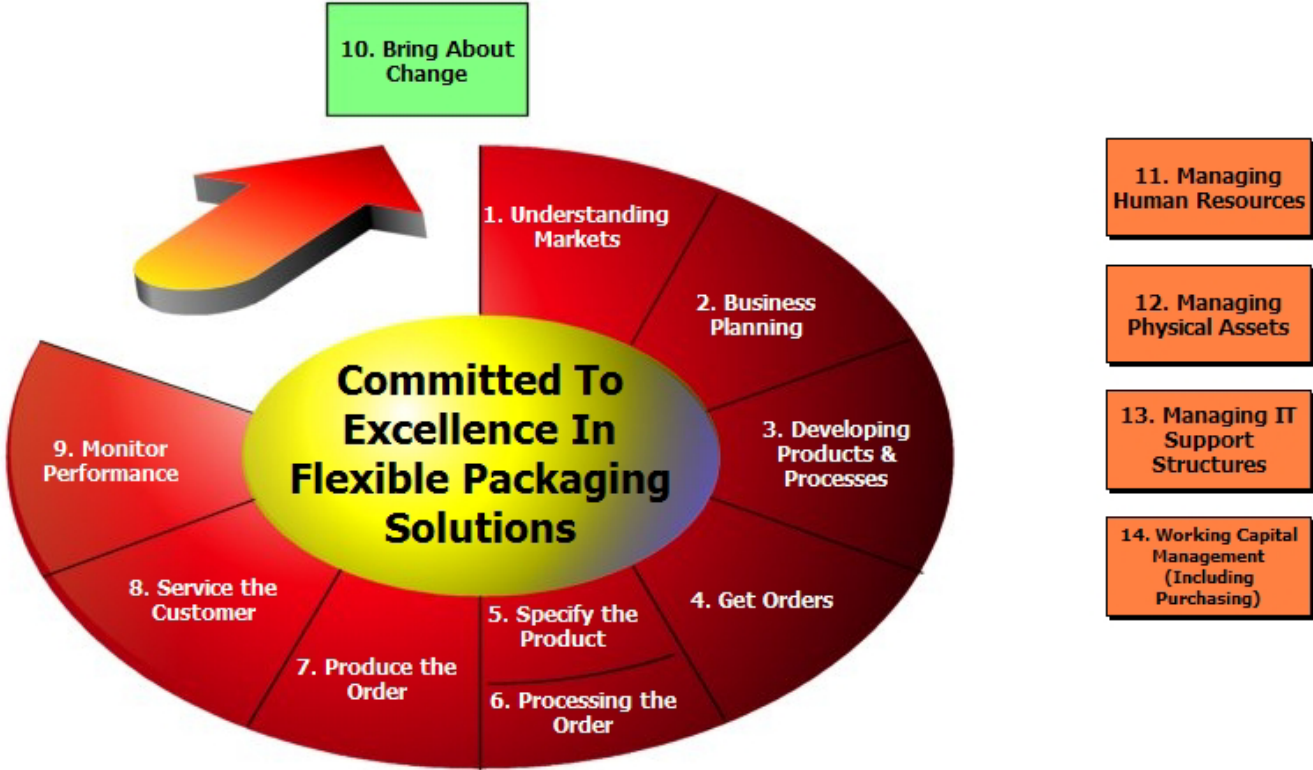 10. Bring About
Change
1. Understanding
Markets
2. Business
Planning
3. Developing
Products &
Processes
4. Get Orders
5. Specify the
Product
6. Processing the
Order
7. Produce the
Order
8. Service the
Customer
9. Monitor
Performance
Committed To
Excellence In
Flexible Packaging
Solutions
11. Managing
Human Resources
12. Managing
Physical Assets
13. Managing IT
Support
Structures
14. Working Capital
Management
(Including
Purchasing)